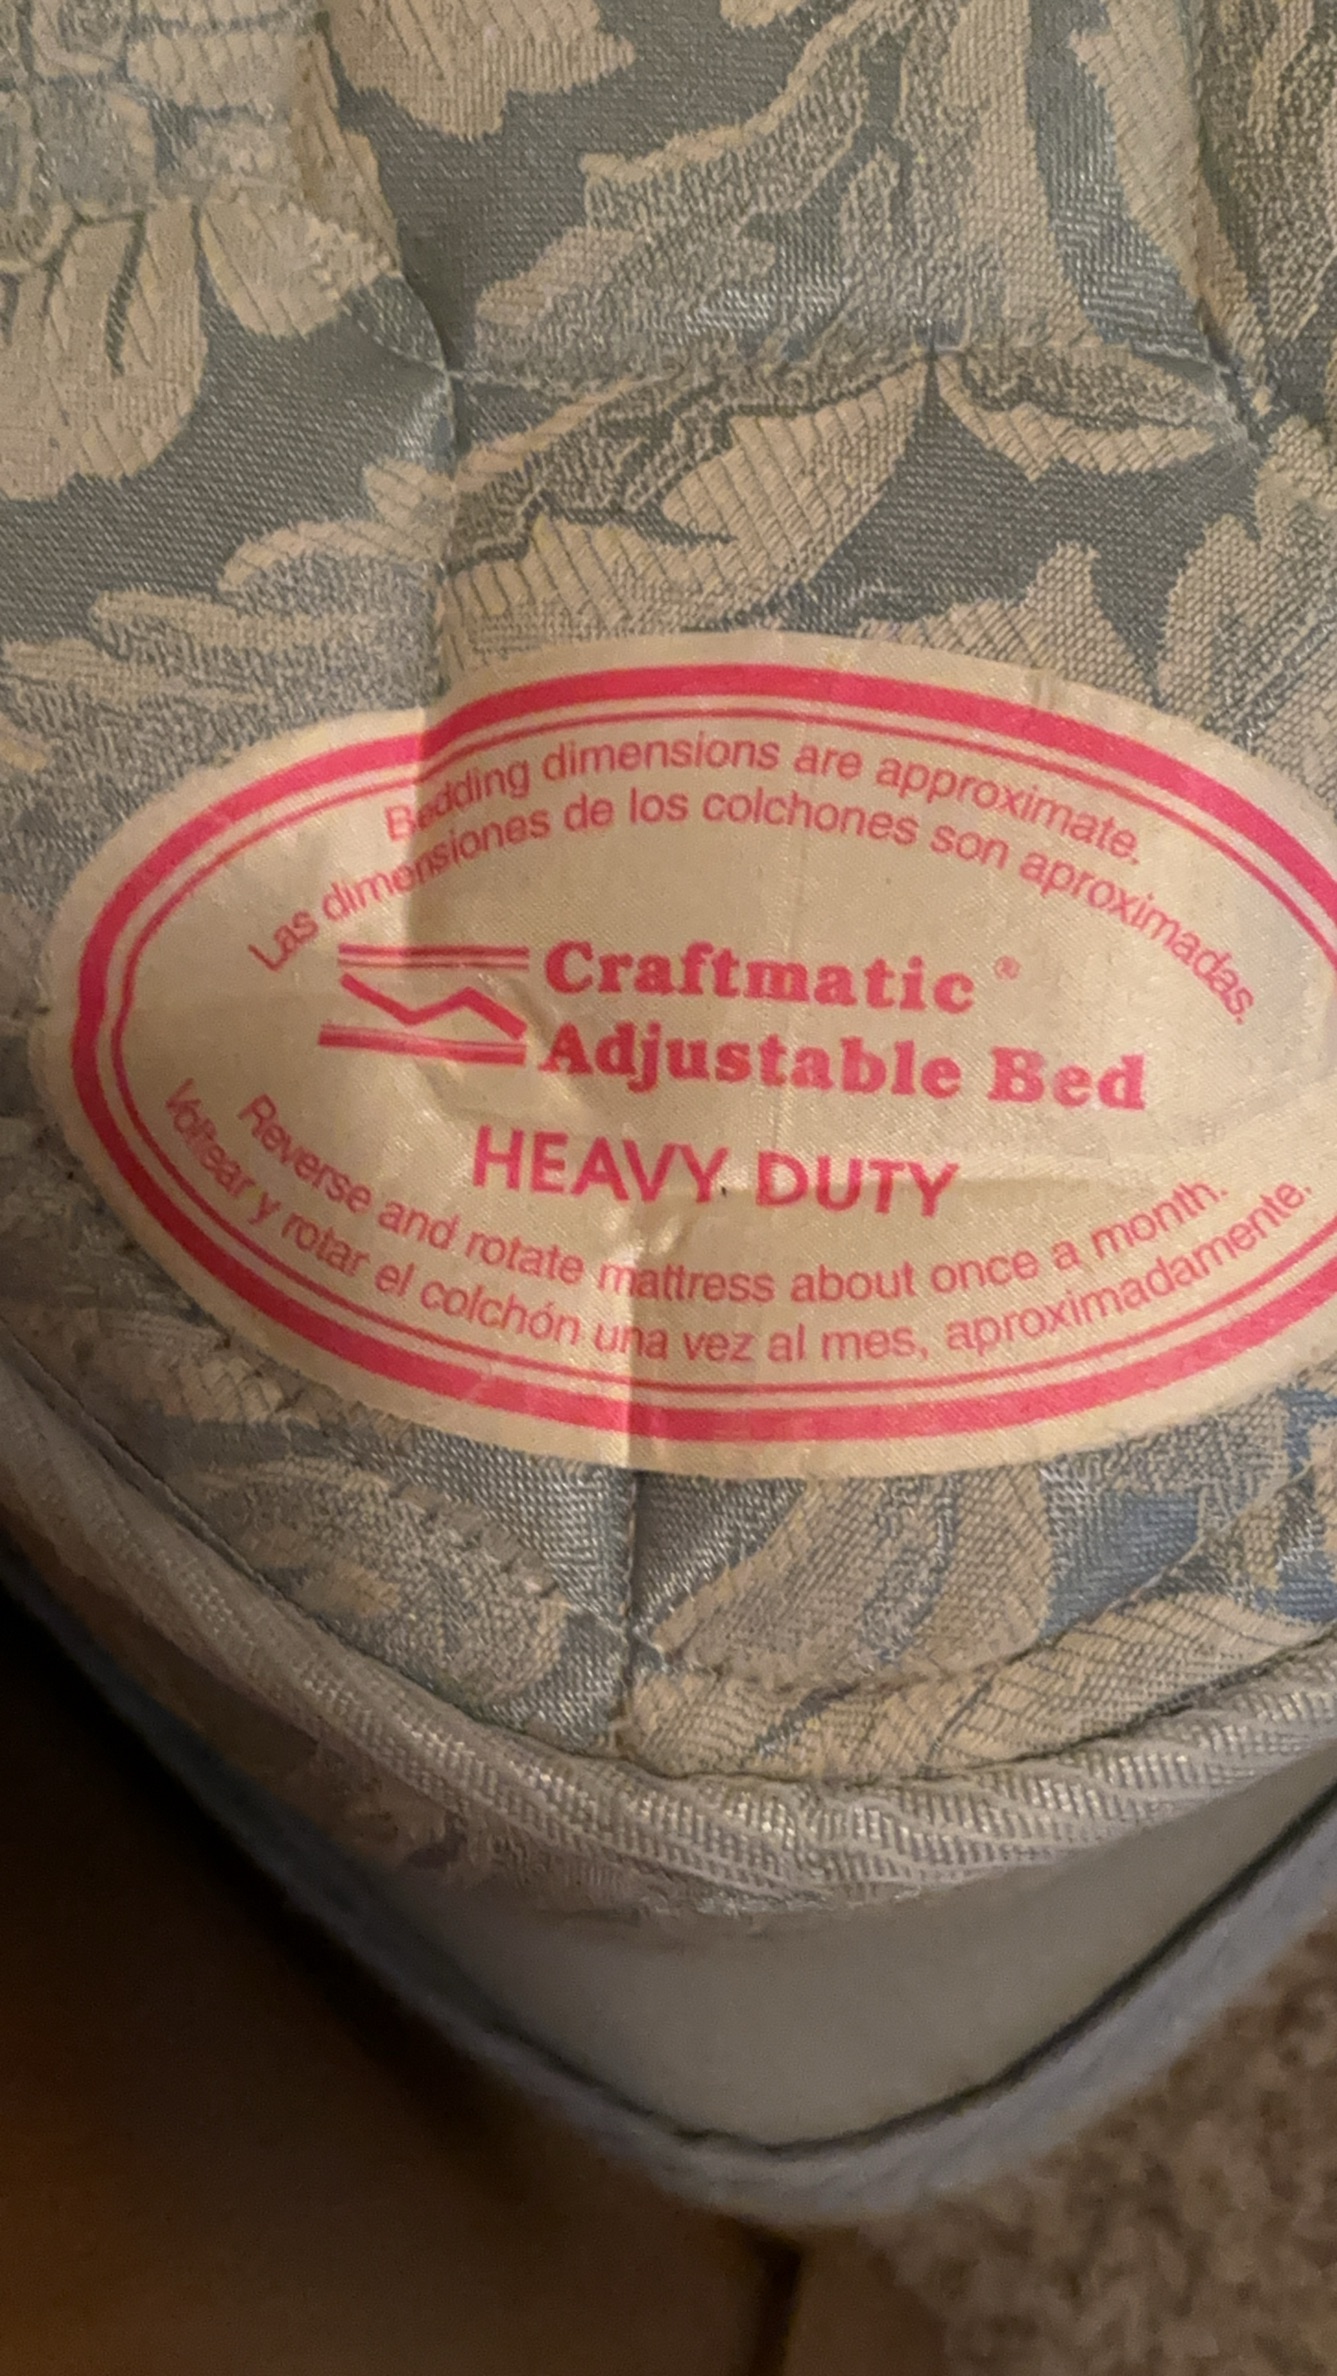 Bedding dimensions are approximate.
Las dimensiones de los colchones son aproximadas.
Craftmatic®
Adjustable Bed
HEAVY DUTY
Reverse and rotate mattress about once a month.
Voltear y rotar el colchón una vez al mes, aproximadamente.